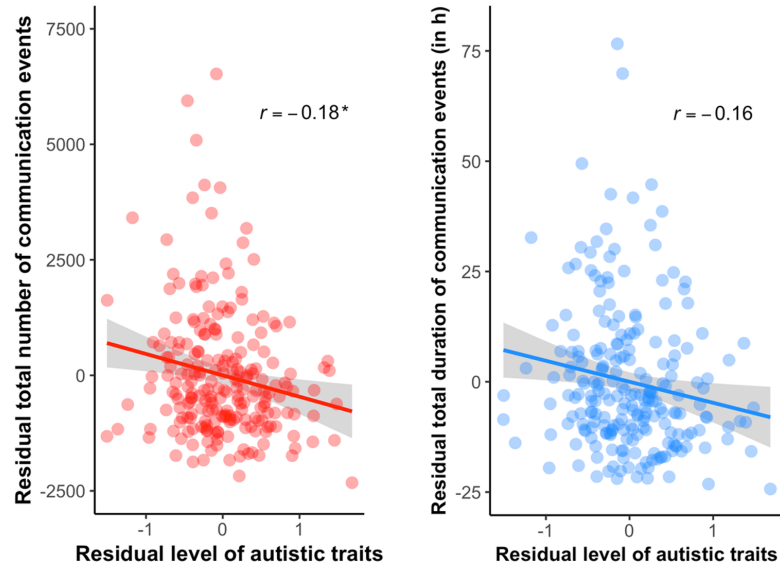 Residual total number of communication events
7500
5000
2500
0
-2500
r = −0.18*
-1
0
1
Residual level of autistic traits
Residual total duration of communication events (in h)
75
50
25
0
-25
r = −0.16
-1
0
1
Residual level of autistic traits